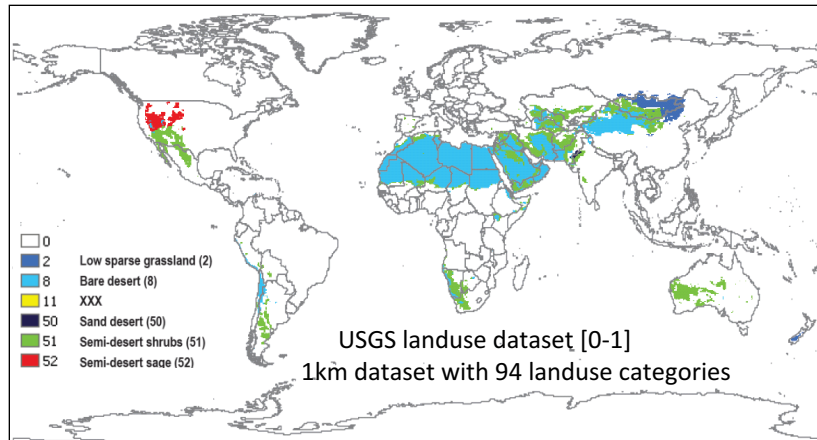 0
2 Low sparse grassland (2)
8 Bare desert (8)
11 XXX
50 Sand desert (50)
51 Semi-desert shrubs (51)
52 Semi-desert sage (52)
USGS landuse dataset [0-1]
1km dataset with 94 landuse categories